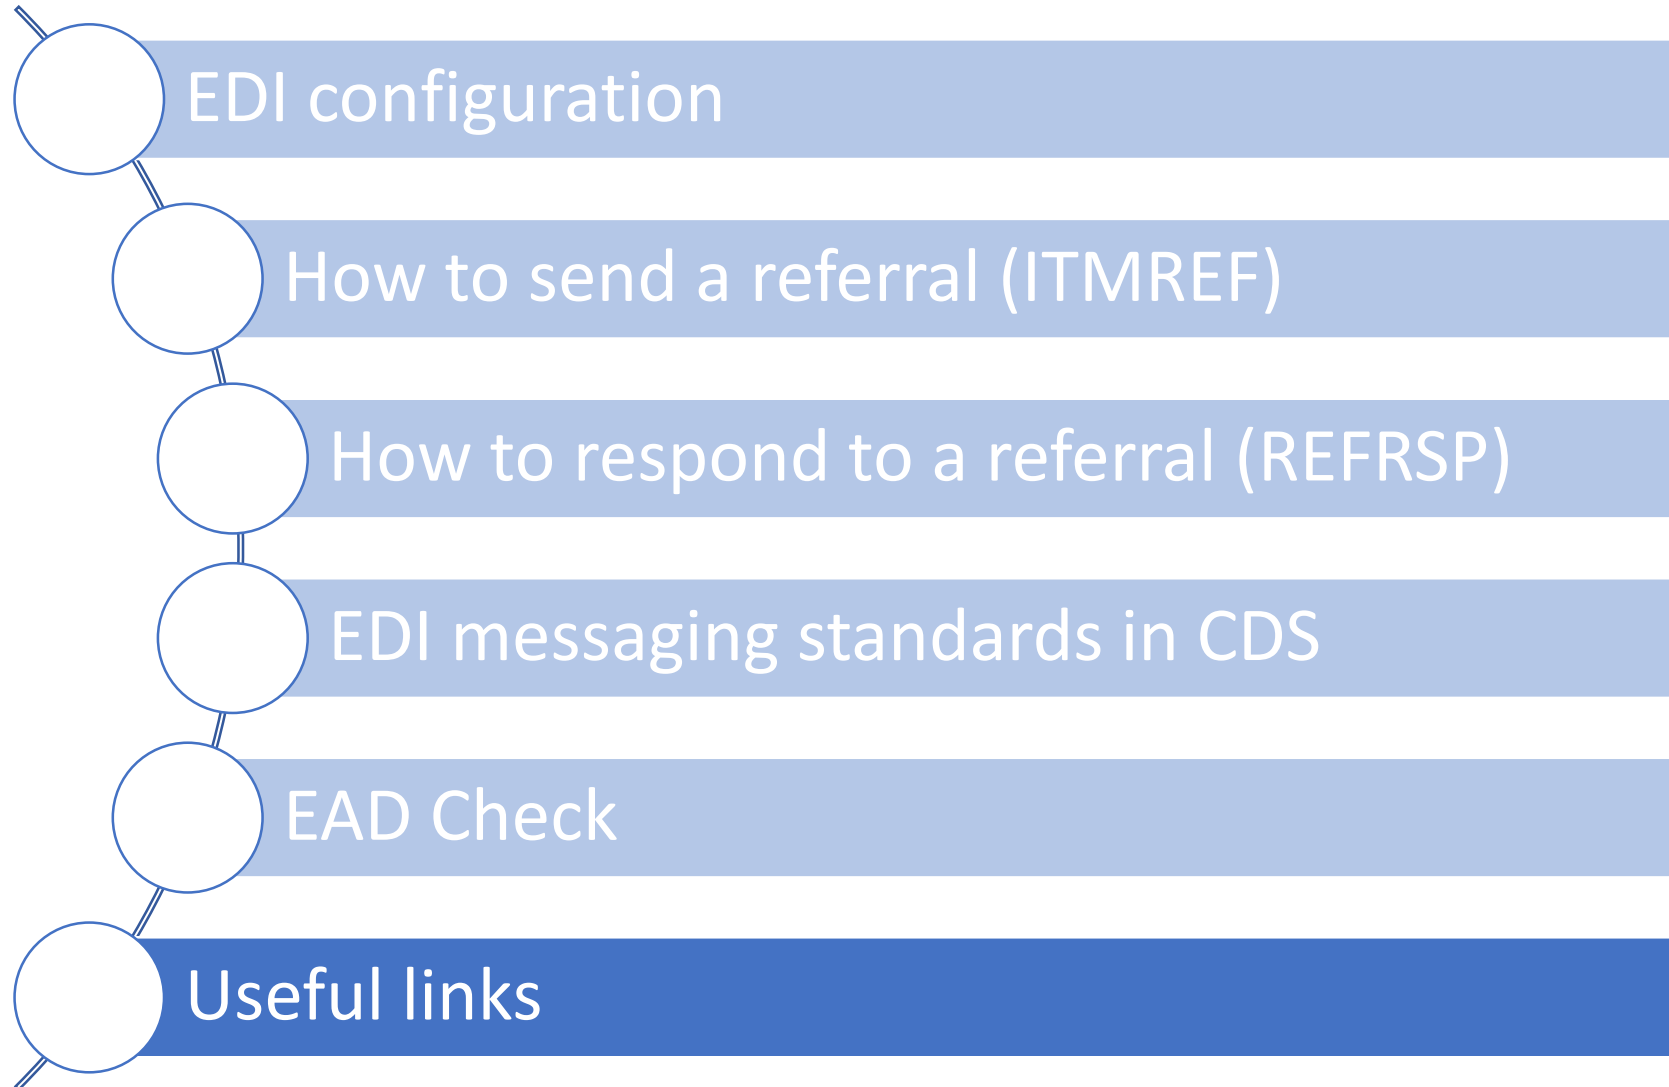 EDI configuration
How to send a referral (ITMREF)
How to respond to a referral (REFRSP)
EDI messaging standards in CDS
EAD Check
Useful links